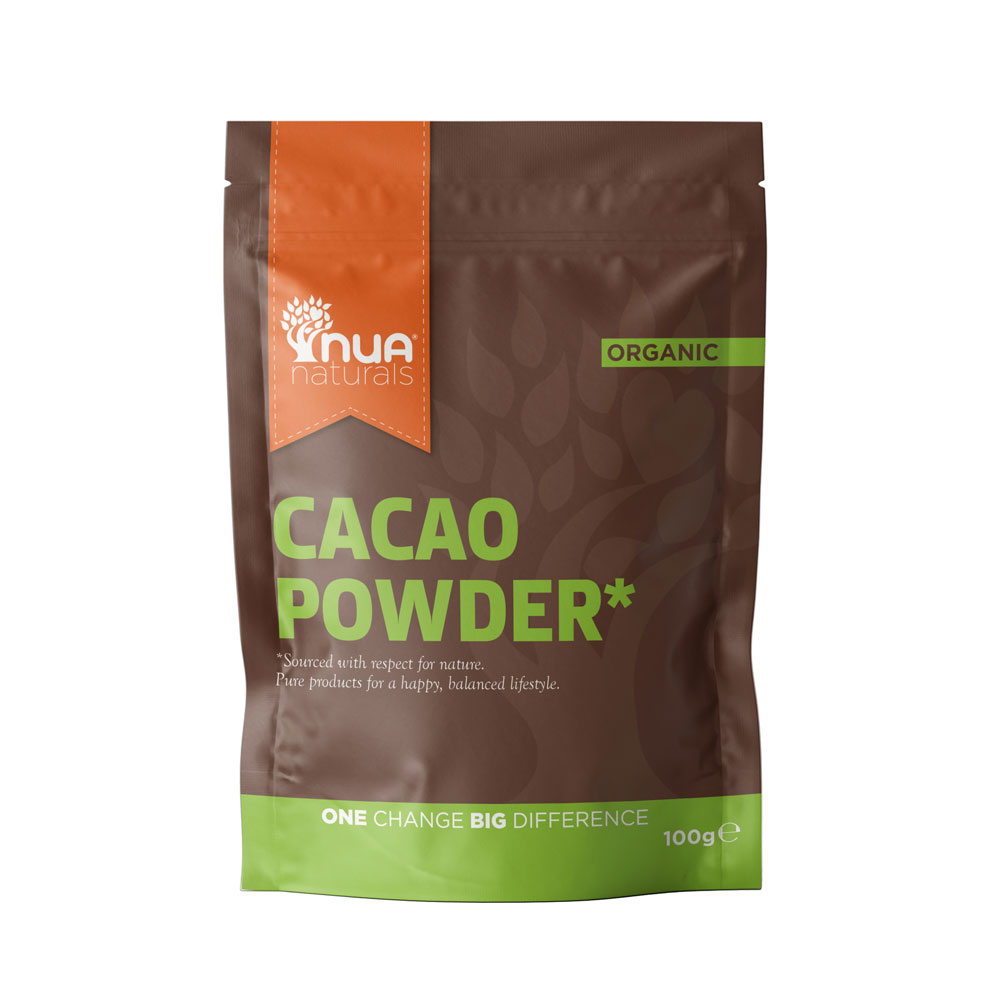 nua®
naturals
ORGANIC
CACAO
POWDER*
*Sourced with respect for nature.
Pure products for a happy, balanced lifestyle.
ONE CHANGE BIG DIFFERENCE
100g℮